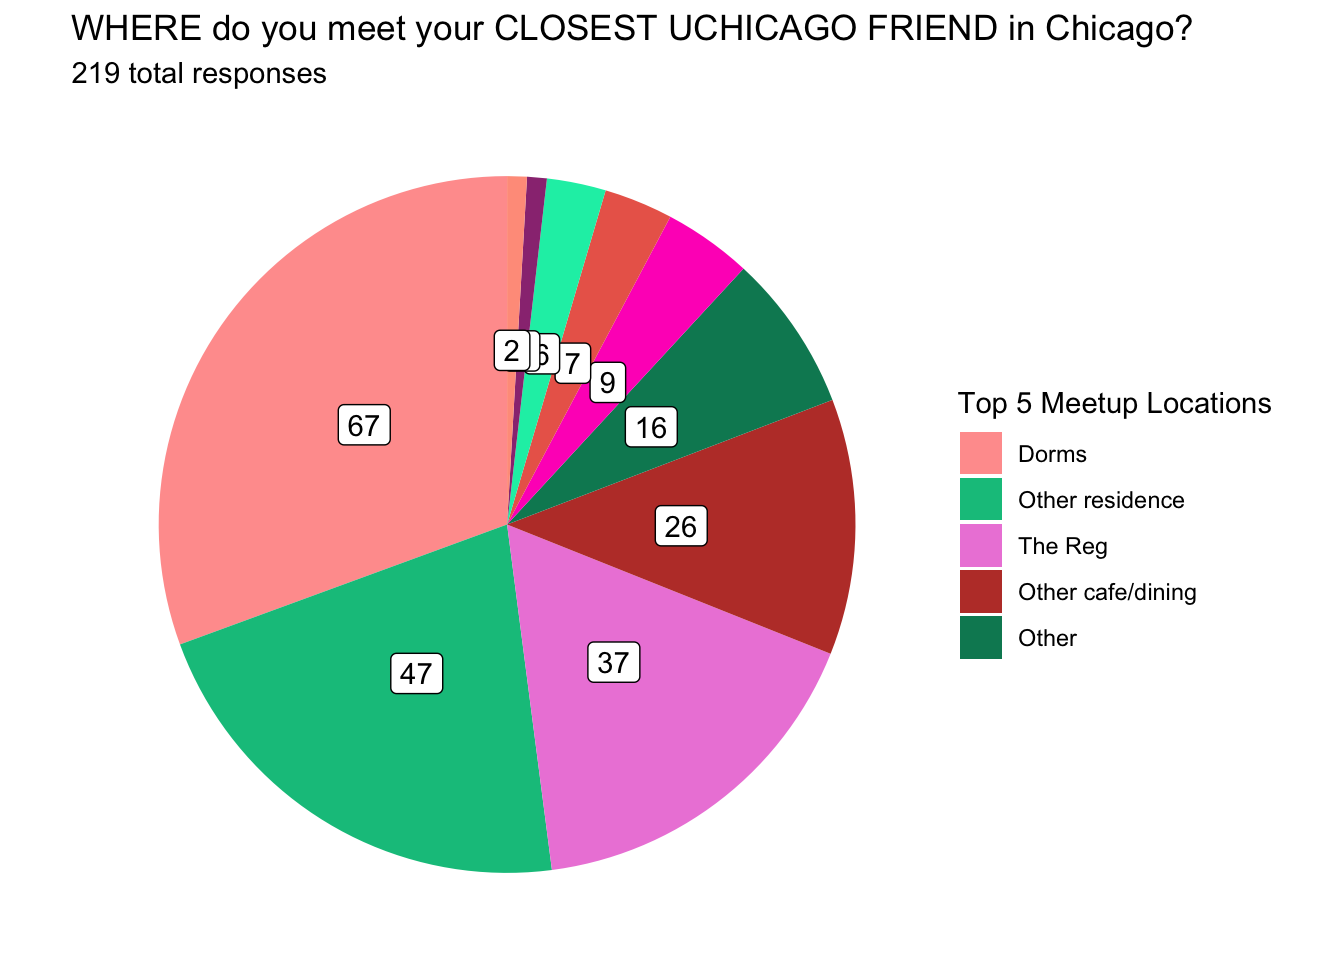 WHERE do you meet your CLOSEST UCHICAGO FRIEND in Chicago?
219 total responses
2
6
7
9
16
67
26
37
47
Top 5 Meetup Locations
Dorms
Other residence
The Reg
Other cafe/dining
Other